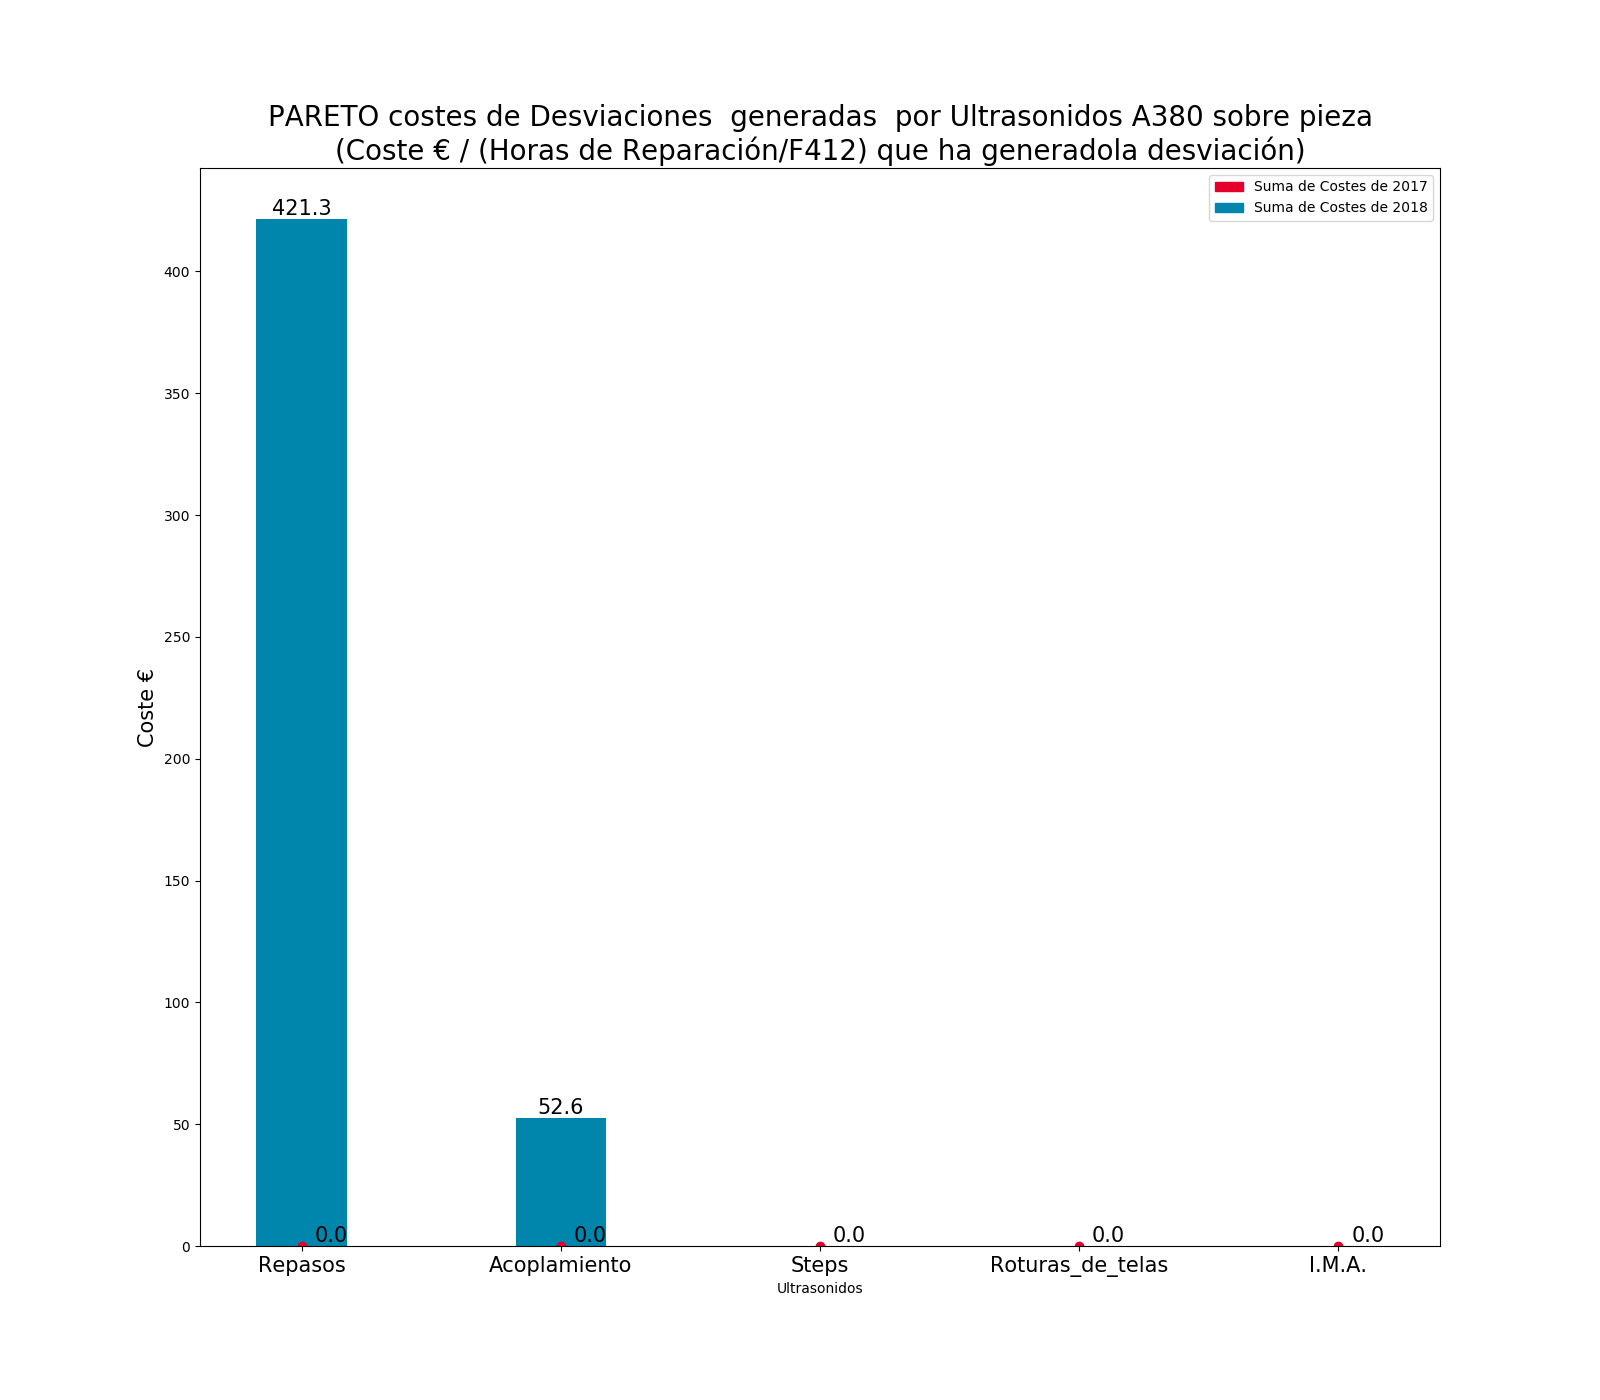 PARETO costes de Desviaciones  generadas  por Ultrasonidos A380 sobre pieza
(Coste € / (Horas de Reparación/F412) que ha generadola desviación)
Suma de Costes de 2017
Suma de Costes de 2018
421.3
400
350
300
250
200
150
100
50
0
Coste €
52.6
0.0
0.0
0.0
0.0
0.0
Repasos
Acoplamiento
Steps
Roturas_de_telas
I.M.A.
Ultrasonidos